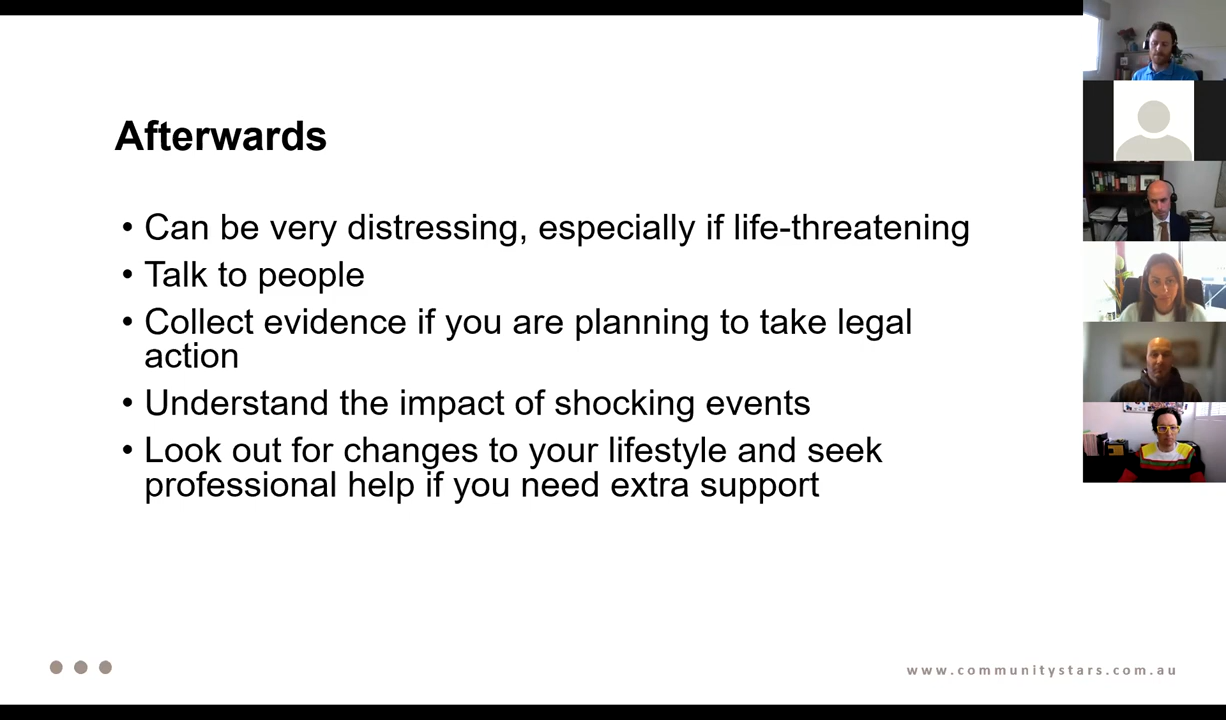 Afterwards
• Can be very distressing, especially if life-threatening
• Talk to people
• Collect evidence if you are planning to take legal
action
• Understand the impact of shocking events
• Look out for changes to your lifestyle and seek
professional help if you need extra support
www.communitystars.com.au